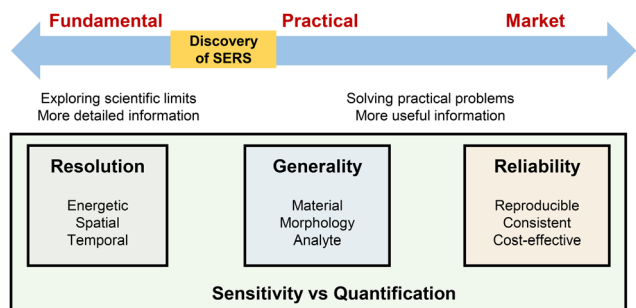 Fundamental
Practical
Market
Discovery
of SERS
Exploring scientific limits
More detailed information
Solving practical problems
More useful information
Resolution
Energetic
Spatial
Temporal
Generality
Material
Morphology
Analyte
Reliability
Reproducible
Consistent
Cost-effective
Sensitivity vs Quantification